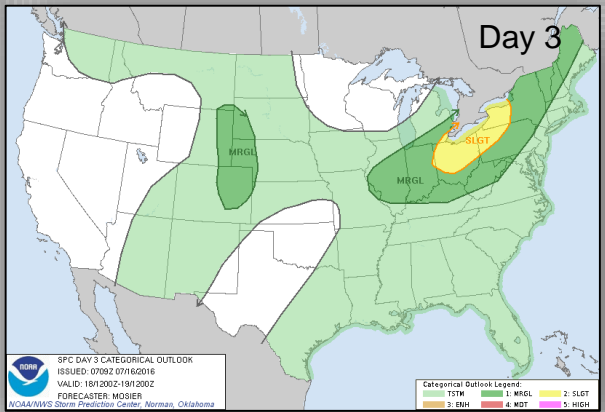 Day 3
MRGL
SLGT
MRGL
NOAA
SPC DAY 3 CATEGORICAL OUTLOOK
ISSUED: 0709Z 07/16/2016
VALID: 18/1200Z-19/1200Z
FORECASTER: MOSIER
NOAA/NWS Storm Prediction Center, Norman, Oklahoma
Categorical Outlook Legend:
TSTM 1: MRGL 2: SLGT
3: ENH 4: MDT 5: HIGH